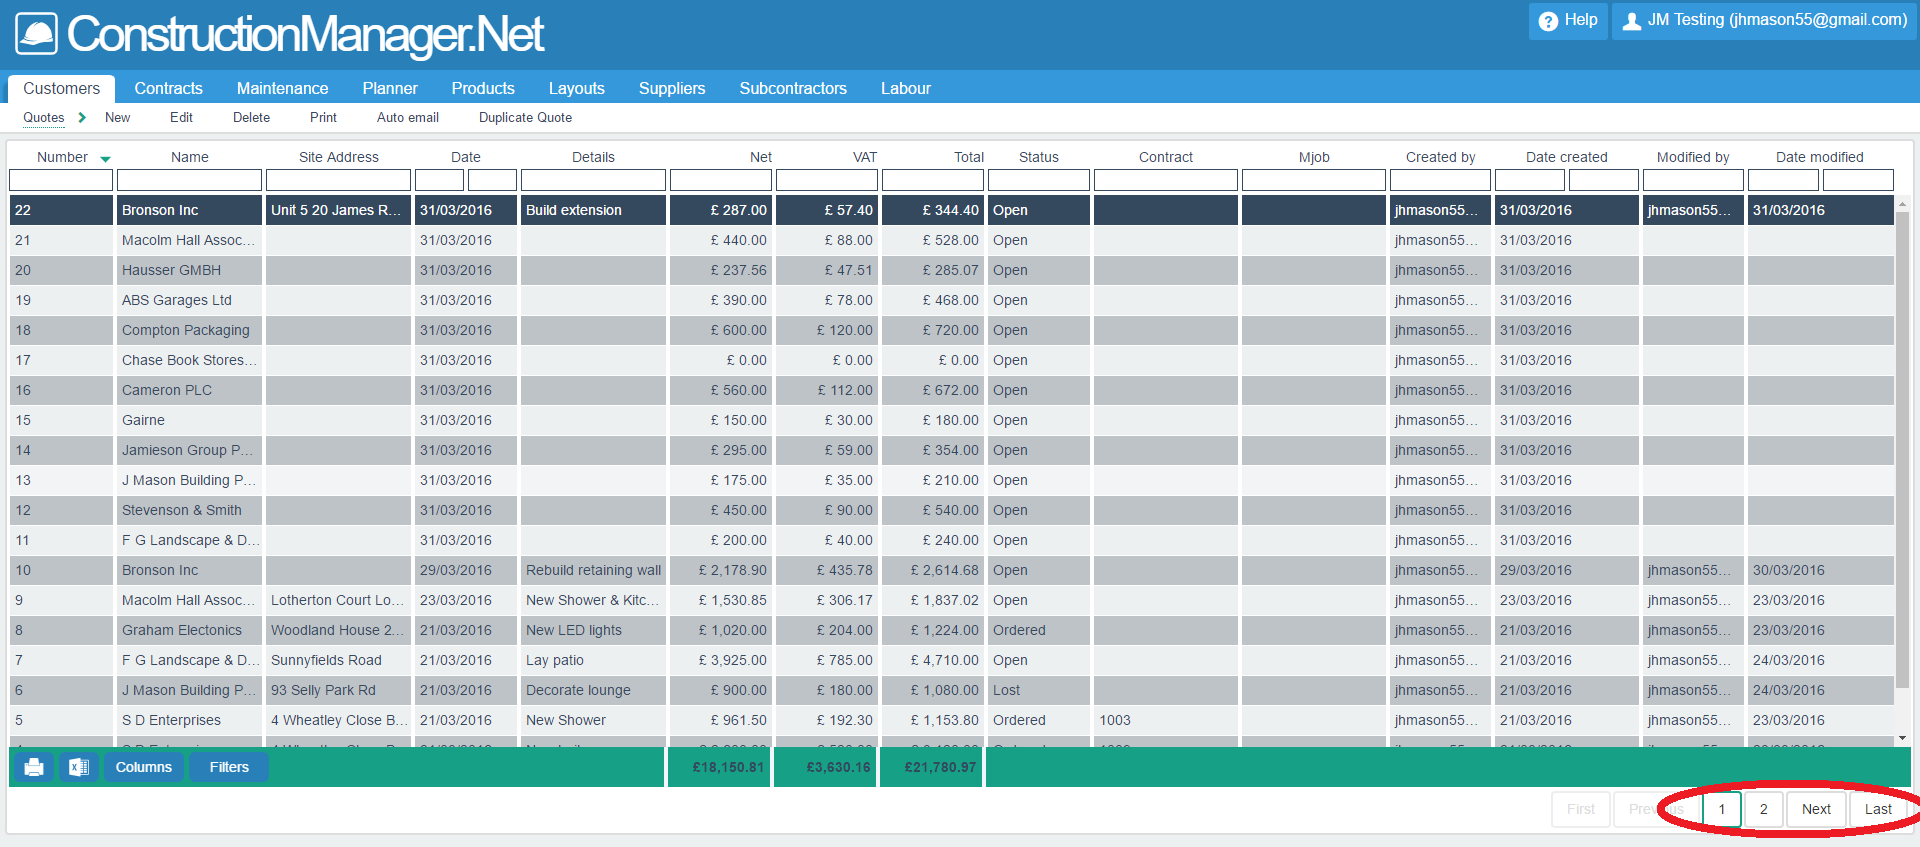 ConstructionManager.Net
Help JM Testing (jhmason55@gmail.com)
Customers Contracts Maintenance Planner Products Layouts Suppliers Subcontractors Labour
Quotes New Edit Delete Print Auto email Duplicate Quote
Number Name Site Address Date Details Net VAT Total Status Contract Mjob Created by Date created Modified by Date modified
22 Bronson Inc Unit 5 20 James R... 31/03/2016 Build extension £ 287.00 £ 57.40 £ 344.40 Open jhmason55... 31/03/2016 jhmason55... 31/03/2016
21 Macolm Hall Assoc... 31/03/2016 £ 440.00 £ 88.00 £ 528.00 Open jhmason55... 31/03/2016
20 Hausser GMBH 31/03/2016 £ 237.56 £ 47.51 £ 285.07 Open jhmason55... 31/03/2016
19 ABS Garages Ltd 31/03/2016 £ 390.00 £ 78.00 £ 468.00 Open jhmason55... 31/03/2016
18 Compton Packaging 31/03/2016 £ 600.00 £ 120.00 £ 720.00 Open jhmason55... 31/03/2016
17 Chase Book Stores... 31/03/2016 £ 0.00 £ 0.00 £ 0.00 Open jhmason55... 31/03/2016
16 Cameron PLC 31/03/2016 £ 560.00 £ 112.00 £ 672.00 Open jhmason55... 31/03/2016
15 Gairne 31/03/2016 £ 150.00 £ 30.00 £ 180.00 Open jhmason55... 31/03/2016
14 Jamieson Group P... 31/03/2016 £ 295.00 £ 59.00 £ 354.00 Open jhmason55... 31/03/2016
13 J Mason Building P... 31/03/2016 £ 175.00 £ 35.00 £ 210.00 Open jhmason55... 31/03/2016
12 Stevenson & Smith 31/03/2016 £ 450.00 £ 90.00 £ 540.00 Open jhmason55... 31/03/2016
11 F G Landscape & D... 31/03/2016 £ 200.00 £ 40.00 £ 240.00 Open jhmason55... 31/03/2016
10 Bronson Inc 29/03/2016 Rebuild retaining wall £ 2,178.90 £ 435.78 £ 2,614.68 Open jhmason55... 29/03/2016 jhmason55... 30/03/2016
9 Macolm Hall Assoc... Lotherton Court Lo... 23/03/2016 New Shower & Kitc... £ 1,530.85 £ 306.17 £ 1,837.02 Open jhmason55... 23/03/2016 jhmason55... 23/03/2016
8 Graham Electonics Woodland House 2... 21/03/2016 New LED lights £ 1,020.00 £ 204.00 £ 1,224.00 Ordered jhmason55... 21/03/2016 jhmason55... 23/03/2016
7 F G Landscape & D... Sunnyfields Road 21/03/2016 Lay patio £ 3,925.00 £ 785.00 £ 4,710.00 Open jhmason55... 21/03/2016 jhmason55... 24/03/2016
6 J Mason Building P... 93 Selly Park Rd 21/03/2016 Decorate lounge £ 900.00 £ 180.00 £ 1,080.00 Lost jhmason55... 21/03/2016 jhmason55... 24/03/2016
5 S D Enterprises 4 Wheatley Close B... 21/03/2016 New Shower £ 961.50 £ 192.30 £ 1,153.80 Ordered 1003 jhmason55... 21/03/2016 jhmason55... 23/03/2016
Columns Filters £18,150.81 £3,630.16 £21,780.97
First Previous 1 2 Next Last